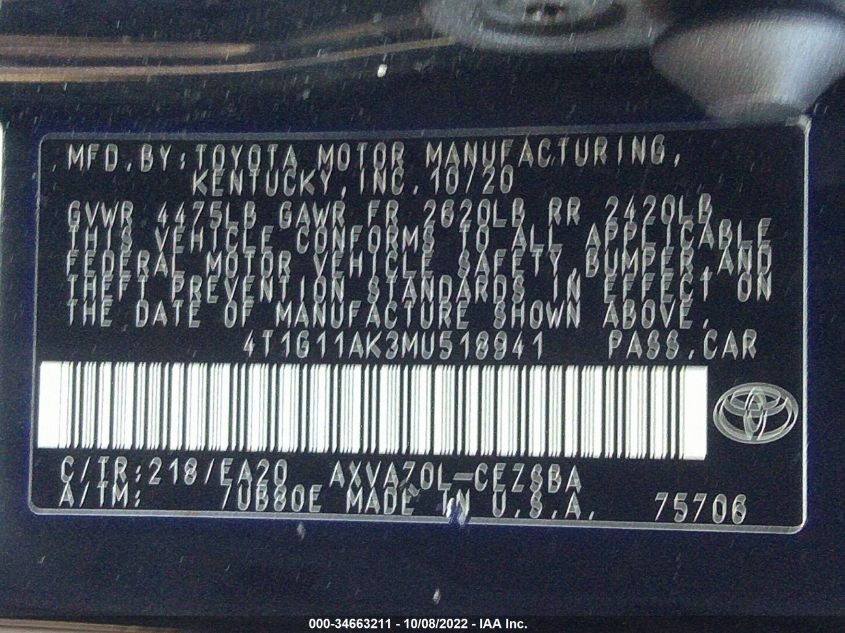 MFD. BY: TOYOTA MOTOR MANUFACTURING,
KENTUCKY, INC. 10/20
GVWR 4475LB GAWR FR 2620LB RR 2420LB
THIS VEHICLE CONFORMS TO ALL APPLICABLE
FEDERAL MOTOR VEHICLE SAFETY, BUMPER AND
THEFT PREVENTION STANDARDS IN EFFECT ON
THE DATE OF MANUFACTURE SHOWN ABOVE.
4T1G11AK3MU518941 PASS. CAR
C/TR: 218/EA20 AXVA70L-CEZSBA
A/TM: 7UB80E MADE IN U.S.A. 75706
000-34663211 - 10/08/2022 - IAA Inc.